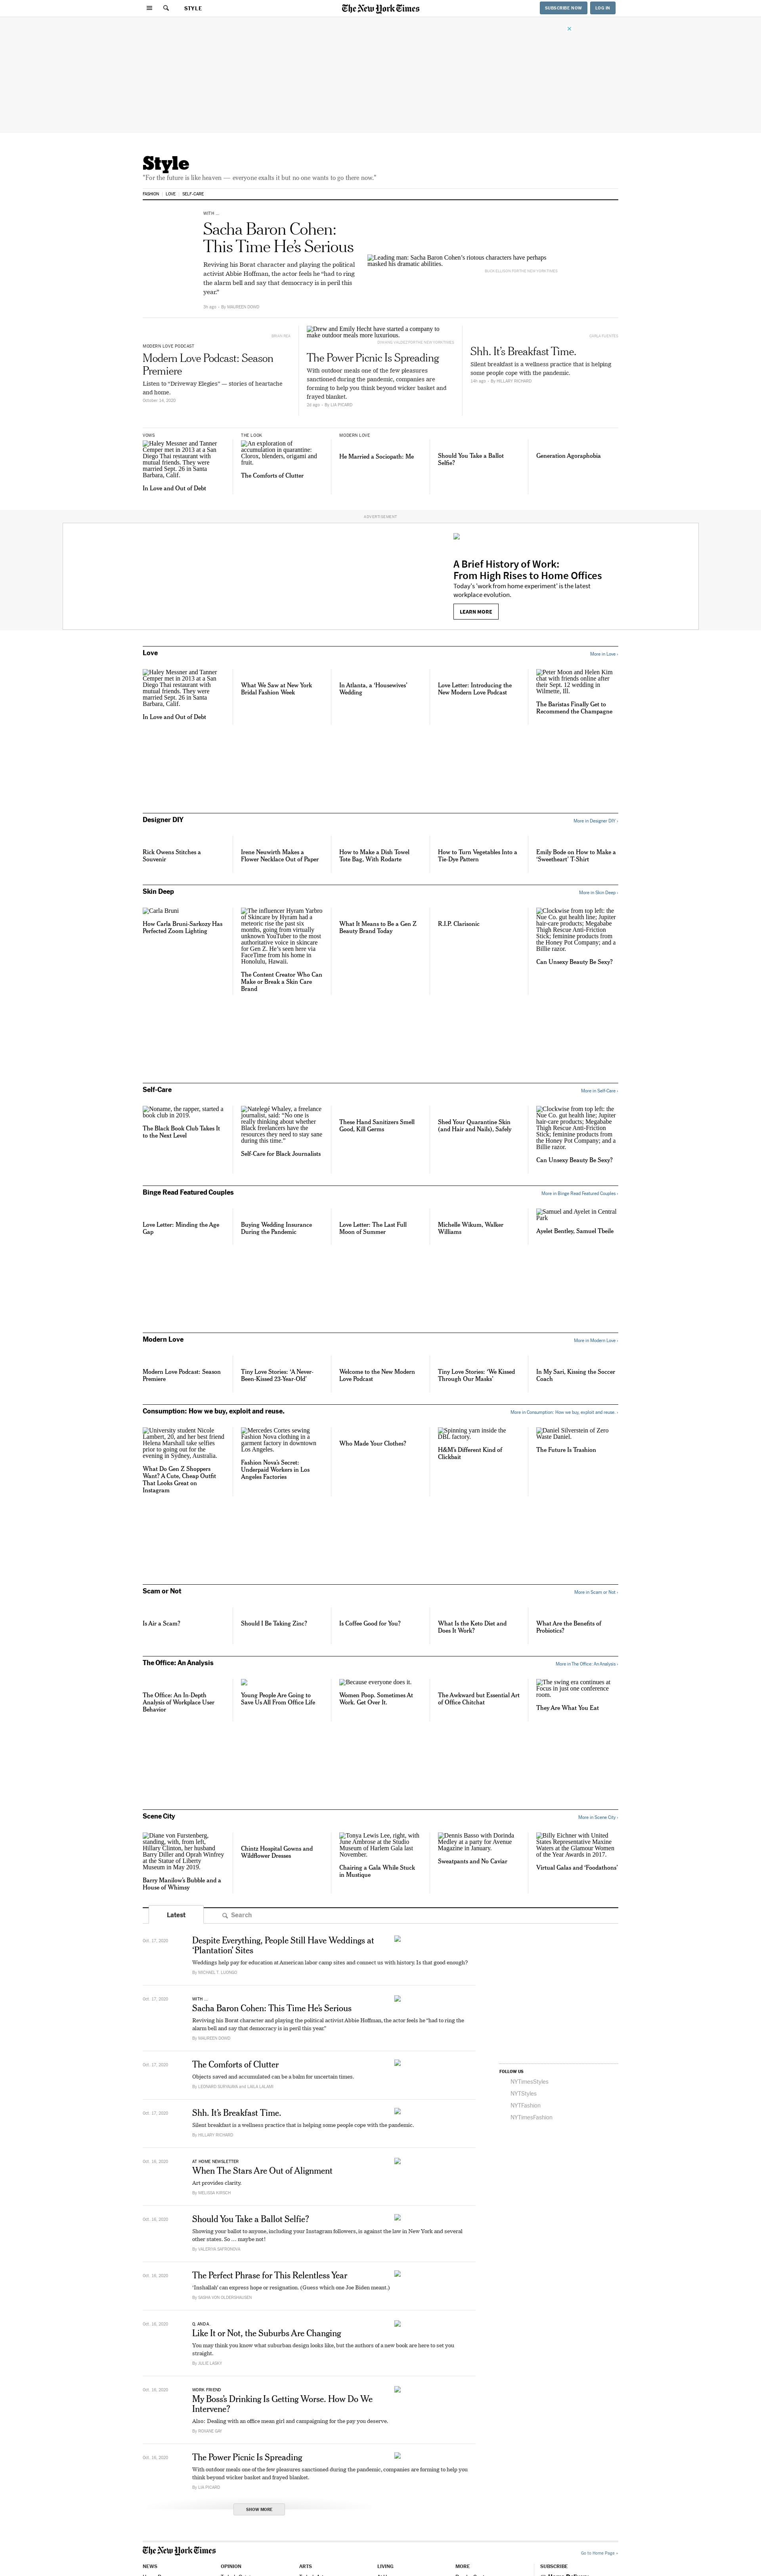 STYLE
The New York Times
SUBSCRIBE NOW
LOG IN
Style
"For the future is like heaven — everyone exalts it but no one wants to go there now."
FASHION
LOVE
SELF-CARE
WITH ...
Sacha Baron Cohen:
This Time He's Serious
Reviving his Borat character and playing the political
activist Abbie Hoffman, the actor feels he "had to ring
the alarm bell and say that democracy is in peril this
year."
By MAUREEN DOWD
Leading man: Sacha Baron Cohen's riotous characters have perhaps
masked his dramatic abilities.
MODERN LOVE PODCAST
Modern Love Podcast: Season
Premiere
Listen to "Driveway Elegies" — stories of heartache
and home.
October 14, 2020
Drew and Emily Hecht have started a company to
make outdoor meals more luxurious.
The Power Picnic Is Spreading
With outdoor meals one of the few pleasures
sanctioned during the pandemic, companies are
forming to help you think beyond wicker basket and
frayed blanket.
By LIA PICARD
Shh. It's Breakfast Time.
Silent breakfast is a wellness practice that is helping
some people cope with the pandemic.
By HILLARY RICHARD
VOWS
Haley Messner and Tanner
Cemper met in 2013 at a San
Diego Thai restaurant with
mutual friends. They were
married Sept. 26 in Santa
Barbara, Calif.
In Love and Out of Debt
THE LOOK
An exploration of
accumulation in quarantine:
Clorox, blenders, origami and
fruit.
The Comforts of Clutter
MODERN LOVE
He Married a Sociopath: Me
Should You Take a Ballot
Selfie?
Generation Agoraphobia
ADVERTISEMENT
A Brief History of Work:
From High Rises to Home Offices
Today's 'work from home experiment' is the latest
workplace evolution.
LEARN MORE
Love
More in Love ›
Haley Messner and Tanner
Cemper met in 2013 at a San
Diego Thai restaurant with
mutual friends. They were
married Sept. 26 in Santa
Barbara, Calif.
In Love and Out of Debt
What We Saw at New York
Bridal Fashion Week
In Atlanta, a 'Housewives'
Wedding
Love Letter: Introducing the
New Modern Love Podcast
Peter Moon and Helen Kim
chat with friends online after
their Sept. 12 wedding in
Wilmette, Ill.
The Baristas Finally Get to
Recommend the Champagne
Designer DIY
More in Designer DIY ›
Rick Owens Stitches a
Souvenir
Irene Neuwirth Makes a
Flower Necklace Out of Paper
How to Make a Dish Towel
Tote Bag, With Rodarte
How to Turn Vegetables Into a
Tie-Dye Pattern
Emily Bode on How to Make a
'Sweetheart' T-Shirt
Skin Deep
More in Skin Deep ›
Carla Bruni
How Carla Bruni-Sarkozy Has
Perfected Zoom Lighting
The influencer Hyram Yarbro
of Skincare by Hyram had a
meteoric rise the past six
months, going from virtually
unknown YouTuber to the most
authoritative voice in skincare
for Gen Z. He's seen here via
FaceTime from his home in
Honolulu, Hawaii.
The Content Creator Who Can
Make or Break a Skin Care
Brand
What It Means to Be a Gen Z
Beauty Brand Today
R.I.P. Clarisonic
Clockwise from top left: the
Nue Co. gut health line; Jupiter
hair-care products; Megababe
Thigh Rescue Anti-Friction
Stick; feminine products from
the Honey Pot Company; and a
Billie razor.
Can Unsexy Beauty Be Sexy?
Self-Care
More in Self-Care ›
Noname, the rapper, started a
book club in 2019.
The Black Book Club Takes It
to the Next Level
Natelegé Whaley, a freelance
journalist, said: "No one is
really thinking about whether
Black freelancers have the
resources they need to stay sane
during this time."
Self-Care for Black Journalists
These Hand Sanitizers Smell
Good, Kill Germs
Shed Your Quarantine Skin
(and Hair and Nails), Safely
Clockwise from top left: the
Nue Co. gut health line; Jupiter
hair-care products; Megababe
Thigh Rescue Anti-Friction
Stick; feminine products from
the Honey Pot Company; and a
Billie razor.
Can Unsexy Beauty Be Sexy?
Binge Read Featured Couples
More in Binge Read Featured Couples ›
Love Letter: Minding the Age
Gap
Buying Wedding Insurance
During the Pandemic
Love Letter: The Last Full
Moon of Summer
Michelle Wikum, Walker
Williams
Samuel and Ayelet in Central
Park
Ayelet Bentley, Samuel Tbeile
Modern Love
More in Modern Love ›
Modern Love Podcast: Season
Premiere
Tiny Love Stories: 'A Never-
Been-Kissed 23-Year-Old'
Welcome to the New Modern
Love Podcast
Tiny Love Stories: 'We Kissed
Through Our Masks'
In My Sari, Kissing the Soccer
Coach
Consumption: How we buy, exploit and reuse.
More in Consumption: How we buy, exploit and reuse. ›
University student Nicole
Lambert, 20, and her best friend
Helena Marshall take selfies
prior to going out for the
evening in Sydney, Australia.
What Do Gen Z Shoppers
Want? A Cute, Cheap Outfit
That Looks Great on
Instagram
Mercedes Cortes sewing
Fashion Nova clothing in a
garment factory in downtown
Los Angeles.
Fashion Nova's Secret:
Underpaid Workers in Los
Angeles Factories
Who Made Your Clothes?
Spinning yarn inside the
DBL factory.
H&M's Different Kind of
Clickbait
Daniel Silverstein of Zero
Waste Daniel.
The Future Is Trashion
Scam or Not
More in Scam or Not ›
Is Air a Scam?
Should I Be Taking Zinc?
Is Coffee Good for You?
What Is the Keto Diet and
Does It Work?
What Are the Benefits of
Probiotics?
The Office: An Analysis
More in The Office: An Analysis ›
The Office: An In-Depth
Analysis of Workplace User
Behavior
Young People Are Going to
Save Us All From Office Life
Because everyone does it.
Women Poop. Sometimes At
Work. Get Over It.
The Awkward but Essential Art
of Office Chitchat
The swing era continues at
Focus in just one conference
room.
They Are What You Eat
Scene City
More in Scene City ›
Diane von Furstenberg,
standing, with, from left,
Hillary Clinton, her husband
Barry Diller and Oprah Winfrey
at the Statue of Liberty
Museum in May 2019.
Barry Manilow's Bubble and a
House of Whimsy
Chintz Hospital Gowns and
Wildflower Dresses
Tonya Lewis Lee, right, with
June Ambrose at the Studio
Museum of Harlem Gala last
November.
Chairing a Gala While Stuck
in Mustique
Dennis Basso with Dorinda
Medley at a party for Avenue
Magazine in January.
Sweatpants and No Caviar
Billy Eichner with United
States Representative Maxine
Waters at the Glamour Women
of the Year Awards in 2017.
Virtual Galas and 'Foodathons'
Latest
Search
Oct. 17, 2020
Despite Everything, People Still Have Weddings at
'Plantation' Sites
Weddings help pay for education at American labor camp sites and connect us with history. Is that good enough?
By MICHAEL T. LUONGO
Oct. 17, 2020
WITH ...
Sacha Baron Cohen: This Time He's Serious
Reviving his Borat character and playing the political activist Abbie Hoffman, the actor feels he "had to ring the
alarm bell and say that democracy is in peril this year."
By MAUREEN DOWD
Oct. 17, 2020
The Comforts of Clutter
Objects saved and accumulated can be a balm for uncertain times.
By LEONARD SURYAJAYA and LAILA LALAMI
Oct. 17, 2020
Shh. It's Breakfast Time.
Silent breakfast is a wellness practice that is helping some people cope with the pandemic.
By HILLARY RICHARD
Oct. 16, 2020
AT HOME NEWSLETTER
When The Stars Are Out of Alignment
Art provides clarity.
By MELISSA KIRSCH
Oct. 16, 2020
Should You Take a Ballot Selfie?
Showing your ballot to anyone, including your Instagram followers, is against the law in New York and several
other states. So ... maybe not!
By VALERIYA SAFRONOVA
Oct. 16, 2020
The Perfect Phrase for This Relentless Year
'Inshallah' can express hope or resignation. (Guess which one Joe Biden meant.)
Oct. 16, 2020
Q. AND A.
Like It or Not, the Suburbs Are Changing
You may think you know what suburban design looks like, but the authors of a new book are here to set you
straight.
By JULIE LASKY
Oct. 16, 2020
WORK FRIEND
My Boss's Drinking Is Getting Worse. How Do We
Intervene?
Also: Dealing with an office mean girl and campaigning for the pay you deserve.
By ROXANE GAY
Oct. 16, 2020
The Power Picnic Is Spreading
With outdoor meals one of the few pleasures sanctioned during the pandemic, companies are forming to help you
think beyond wicker basket and frayed blanket.
By LIA PICARD
SHOW MORE
FOLLOW US
NYTimesStyles
NYTStyles
NYTFashion
NYTimesFashion
The New York Times
Go to Home Page »
NEWS
OPINION
ARTS
LIVING
MORE
SUBSCRIBE